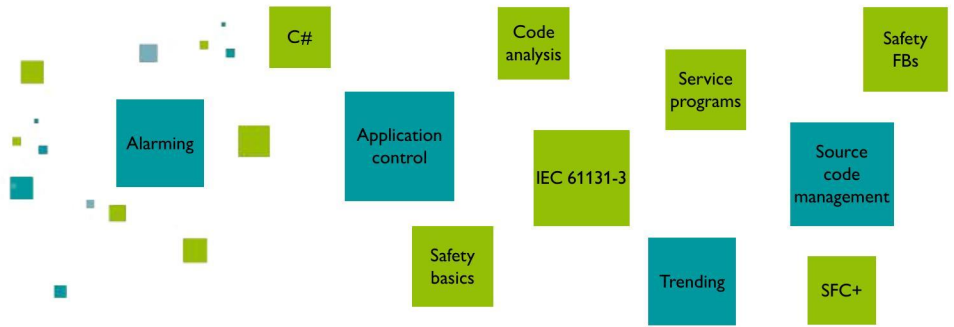 C#
Code
analysis
Safety
FBs
Service
programs
Alarming
Application
control
IEC 61131-3
Source
code
management
Safety
basics
Trending
SFC+